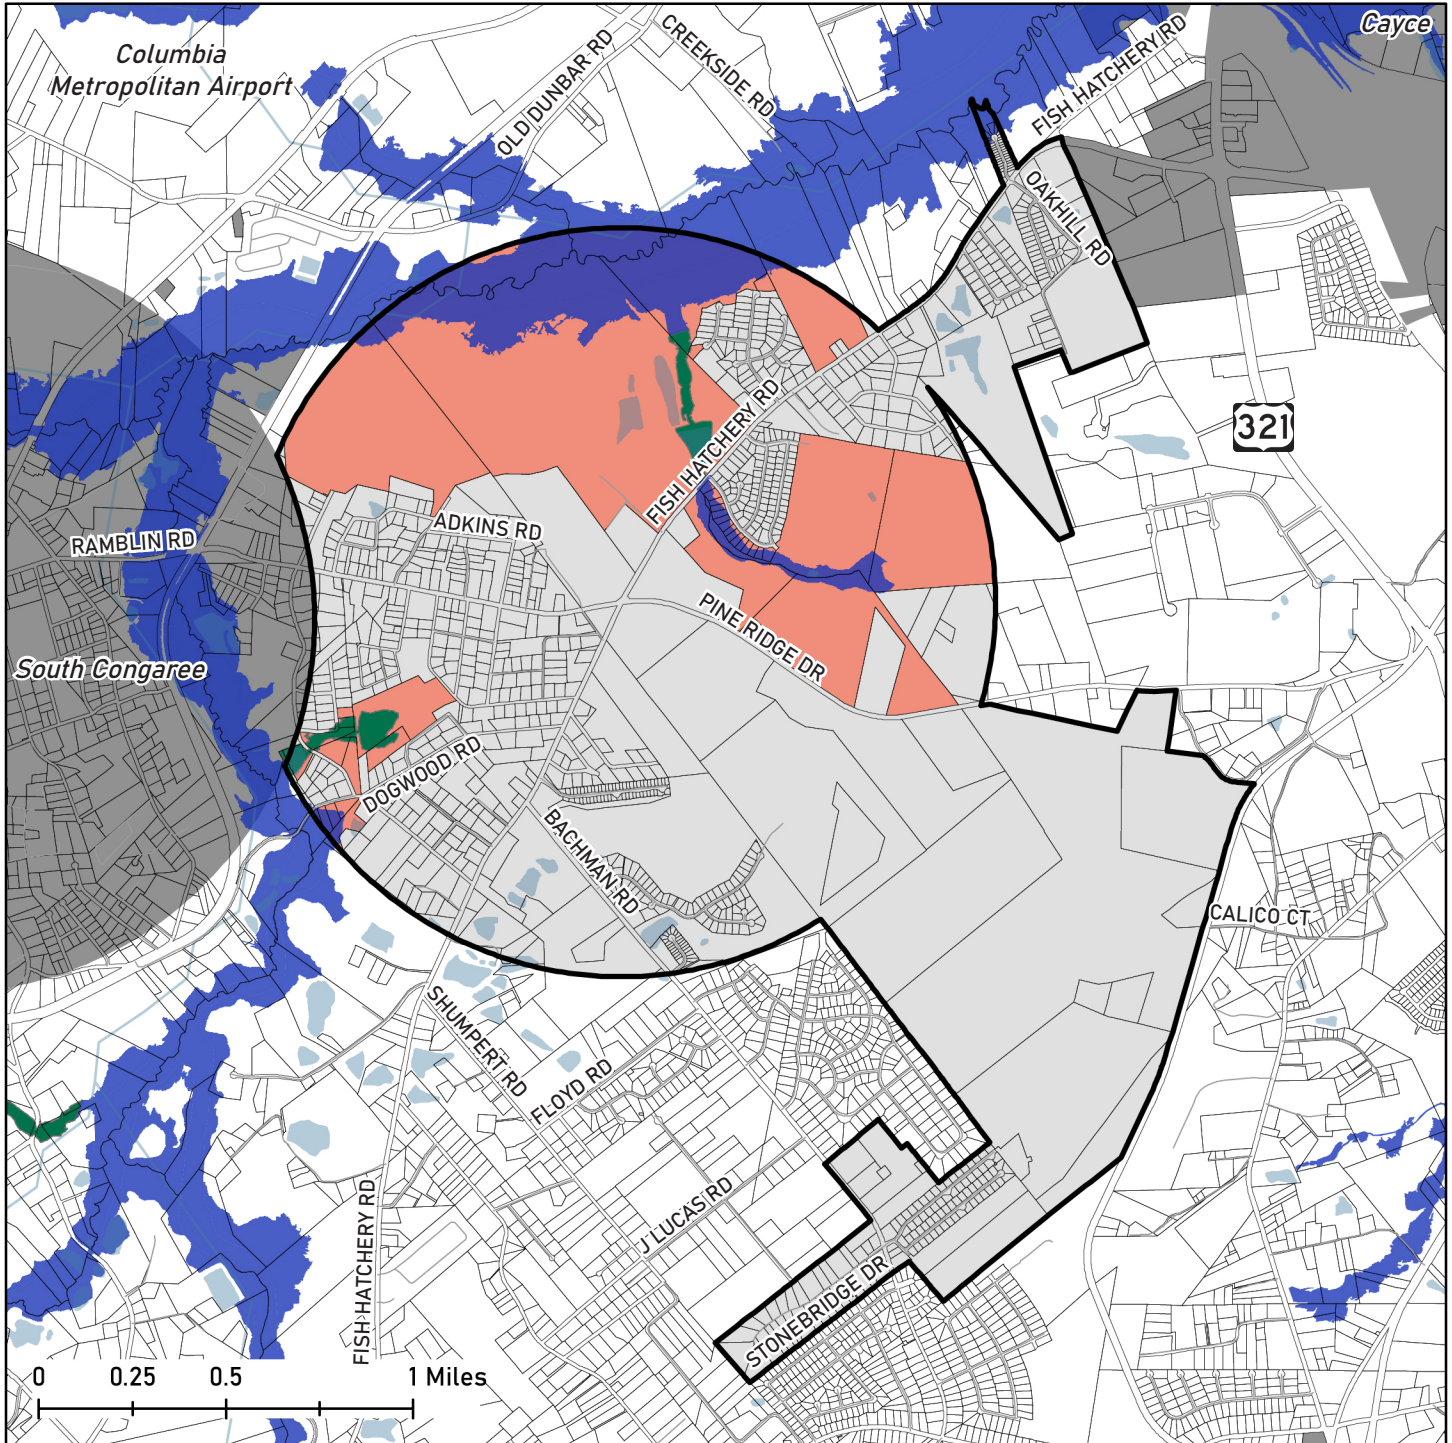 Cayce
Columbia
Metropolitan Airport
OLD DUNBAR RD
CREEKSIDE RD
FISH HATCHERY RD
OAKHILL RD
321
FISH HATCHERY RD
ADKINS RD
RAMBLIN RD
PINE RIDGE DR
South Congaree
DOGWOOD RD
BACHMAN RD
CALICO CT
SHUMPERT RD
FLOYD RD
J LUCAS RD
FISH HATCHERY RD
STONEBRIDGE DR
0 0.25 0.5 1 Miles